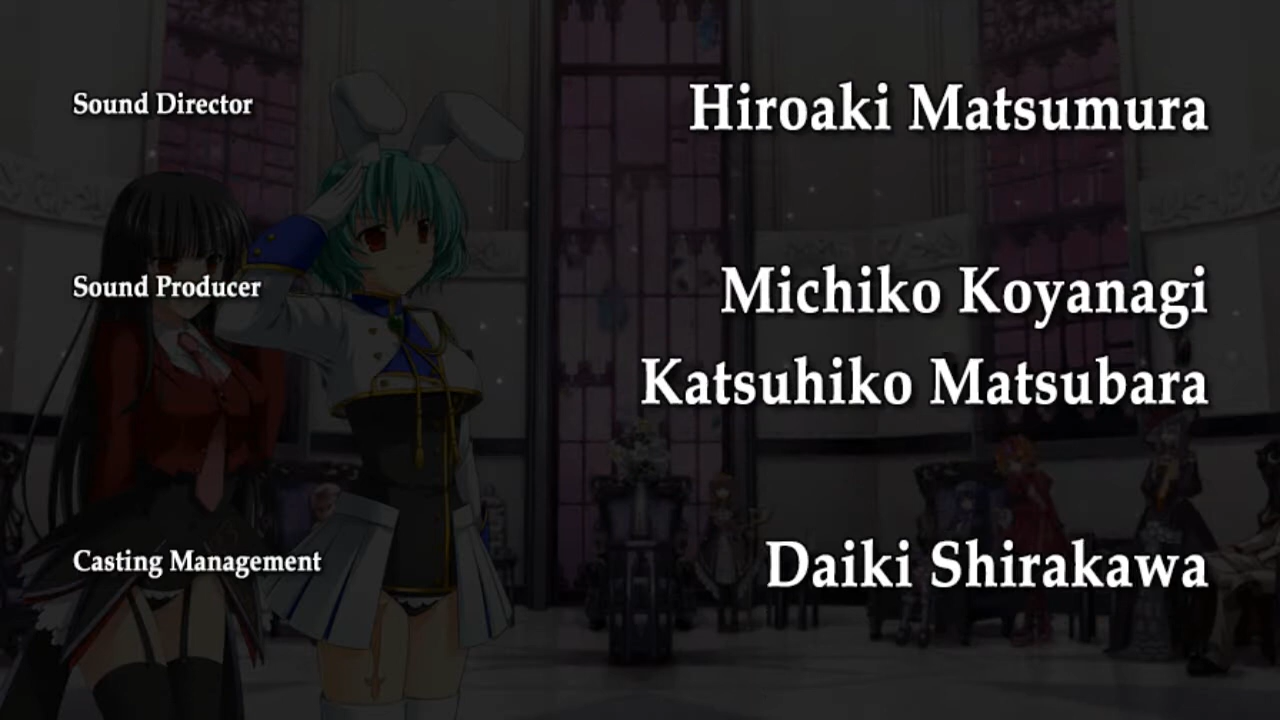 Sound Director
Hiroaki Matsumura
Sound Producer
Michiko Koyanagi
Katsuhiko Matsubara
Casting Management
Daiki Shirakawa